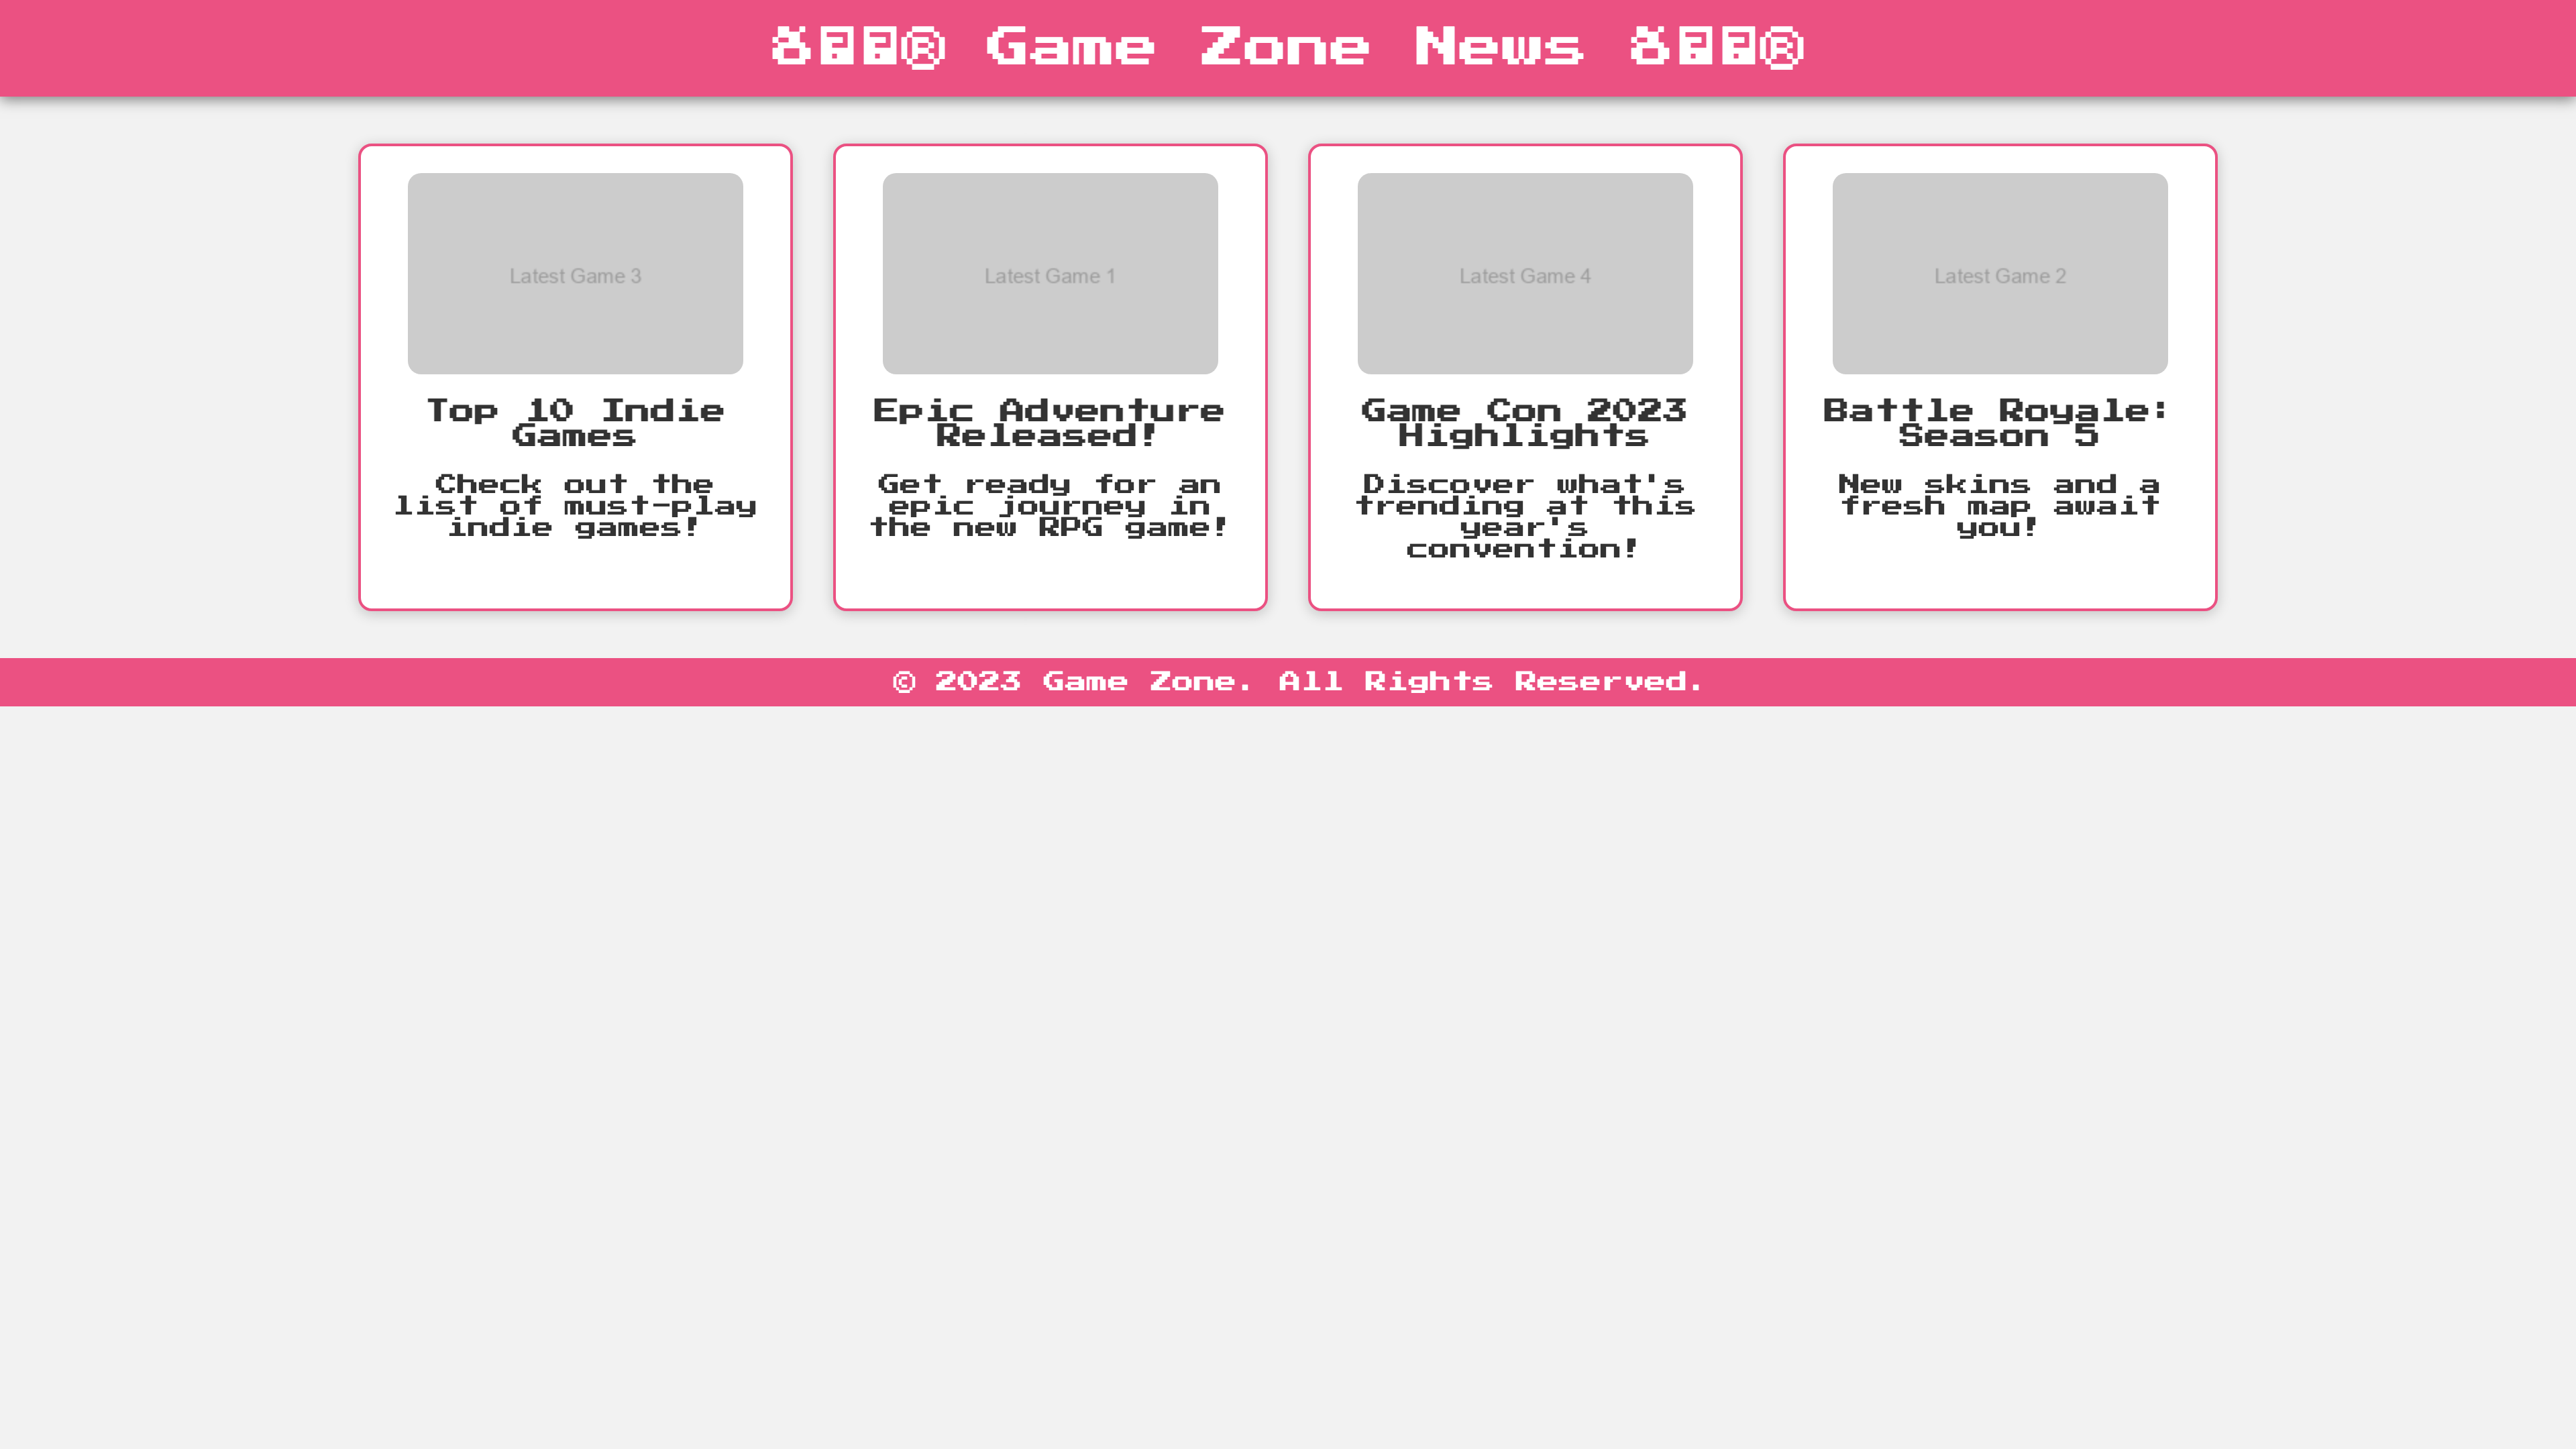 Game Zone News
Latest Game 3
Top 10 Indie
Games
Check out the
list of must-play
indie games!
Latest Game 1
Epic Adventure
Released!
Get ready for an
epic journey in
the new RPG game!
Latest Game 4
Game Con 2023
Highlights
Discover what's
trending at this
year's
convention!
Latest Game 2
Battle Royale:
Season 5
New skins and a
fresh map await
you!
© 2023 Game Zone. All Rights Reserved.